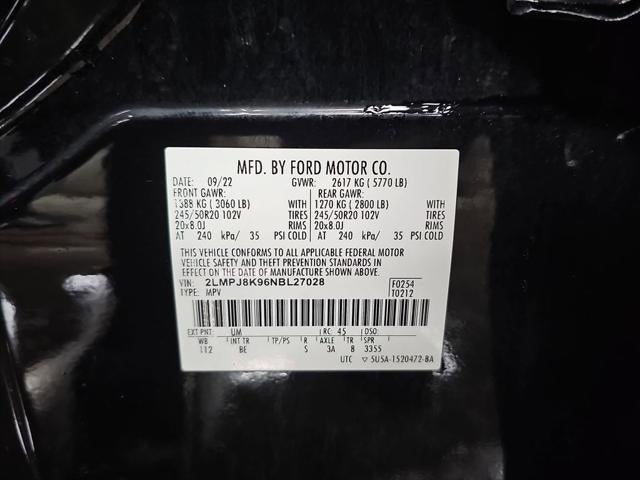 MFD. BY FORD MOTOR CO.
DATE: 09/22 GVWR: 2617 KG ( 5770 LB)
FRONT GAWR: REAR GAWR:
1388 KG ( 3060 LB) WITH 1270 KG ( 2800 LB) WITH
245/50R20 102V TIRES 245/50R20 102V TIRES
20x8.0J RIMS 20x8.0J RIMS
AT 240 kPa/ 35 PSI COLD AT 240 kPa/ 35 PSI COLD
THIS VEHICLE CONFORMS TO ALL APPLICABLE FEDERAL MOTOR
VEHICLE SAFETY AND THEFT PREVENTION STANDARDS IN
EFFECT ON THE DATE OF MANUFACTURE SHOWN ABOVE.
VIN: 2LMPJ8K96NBL27028 F0254
TYPE: MPV T0212
EXT PNT: UM RC: 45 DSO:
WB INT TR TP/PS R AXLE TR SPR
112 BE S 3A 8 3355
UTC ▽ 5U5A-1520472-BA